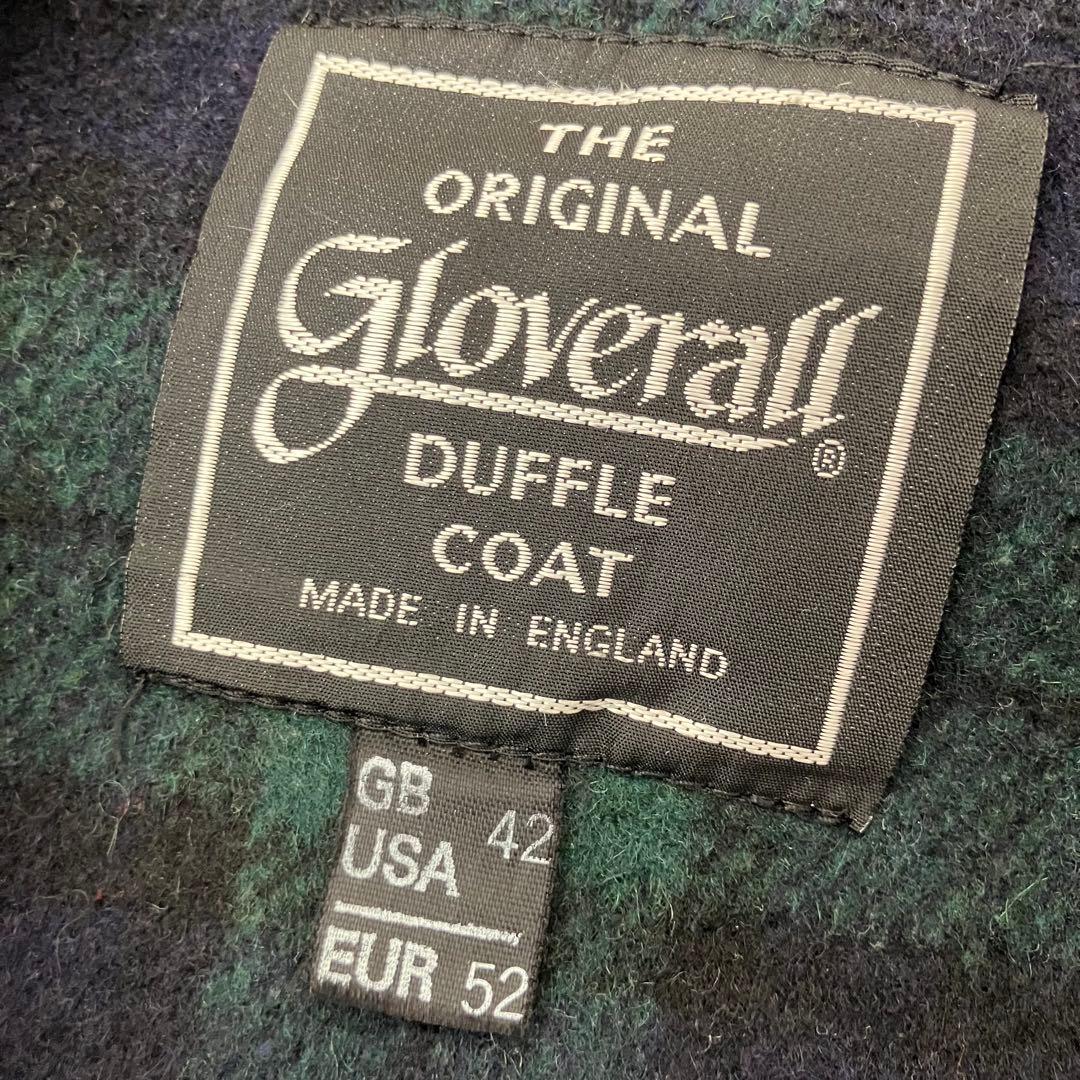 THE
ORIGINAL
Gloverall®
DUFFLE
COAT
MADE IN ENGLAND
GB
USA 42
EUR 52